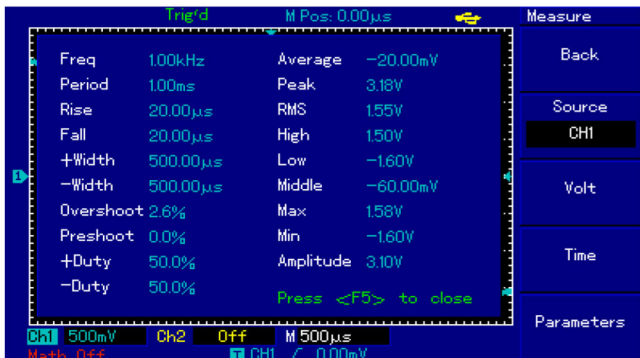 Trig'd M Pos: 0.00µs Measure
Freq 1.00kHz Average -20.00mV
Period 1.00ms Peak 3.18V
Rise 20.00µs RMS 1.55V
Fall 20.00µs High 1.50V
+Width 500.00µs Low -1.60V
-Width 500.00µs Middle -60.00mV
Overshoot 2.6% Max 1.58V
Preshoot 0.0% Min -1.60V
+Duty 50.0% Amplitude 3.10V
-Duty 50.0%
Press <F5> to close
1
Ch1 500mV Ch2 Off M 500µs
Math Off T CH1 / 0.00mV
Back
Source
CH1
Volt
Time
Parameters